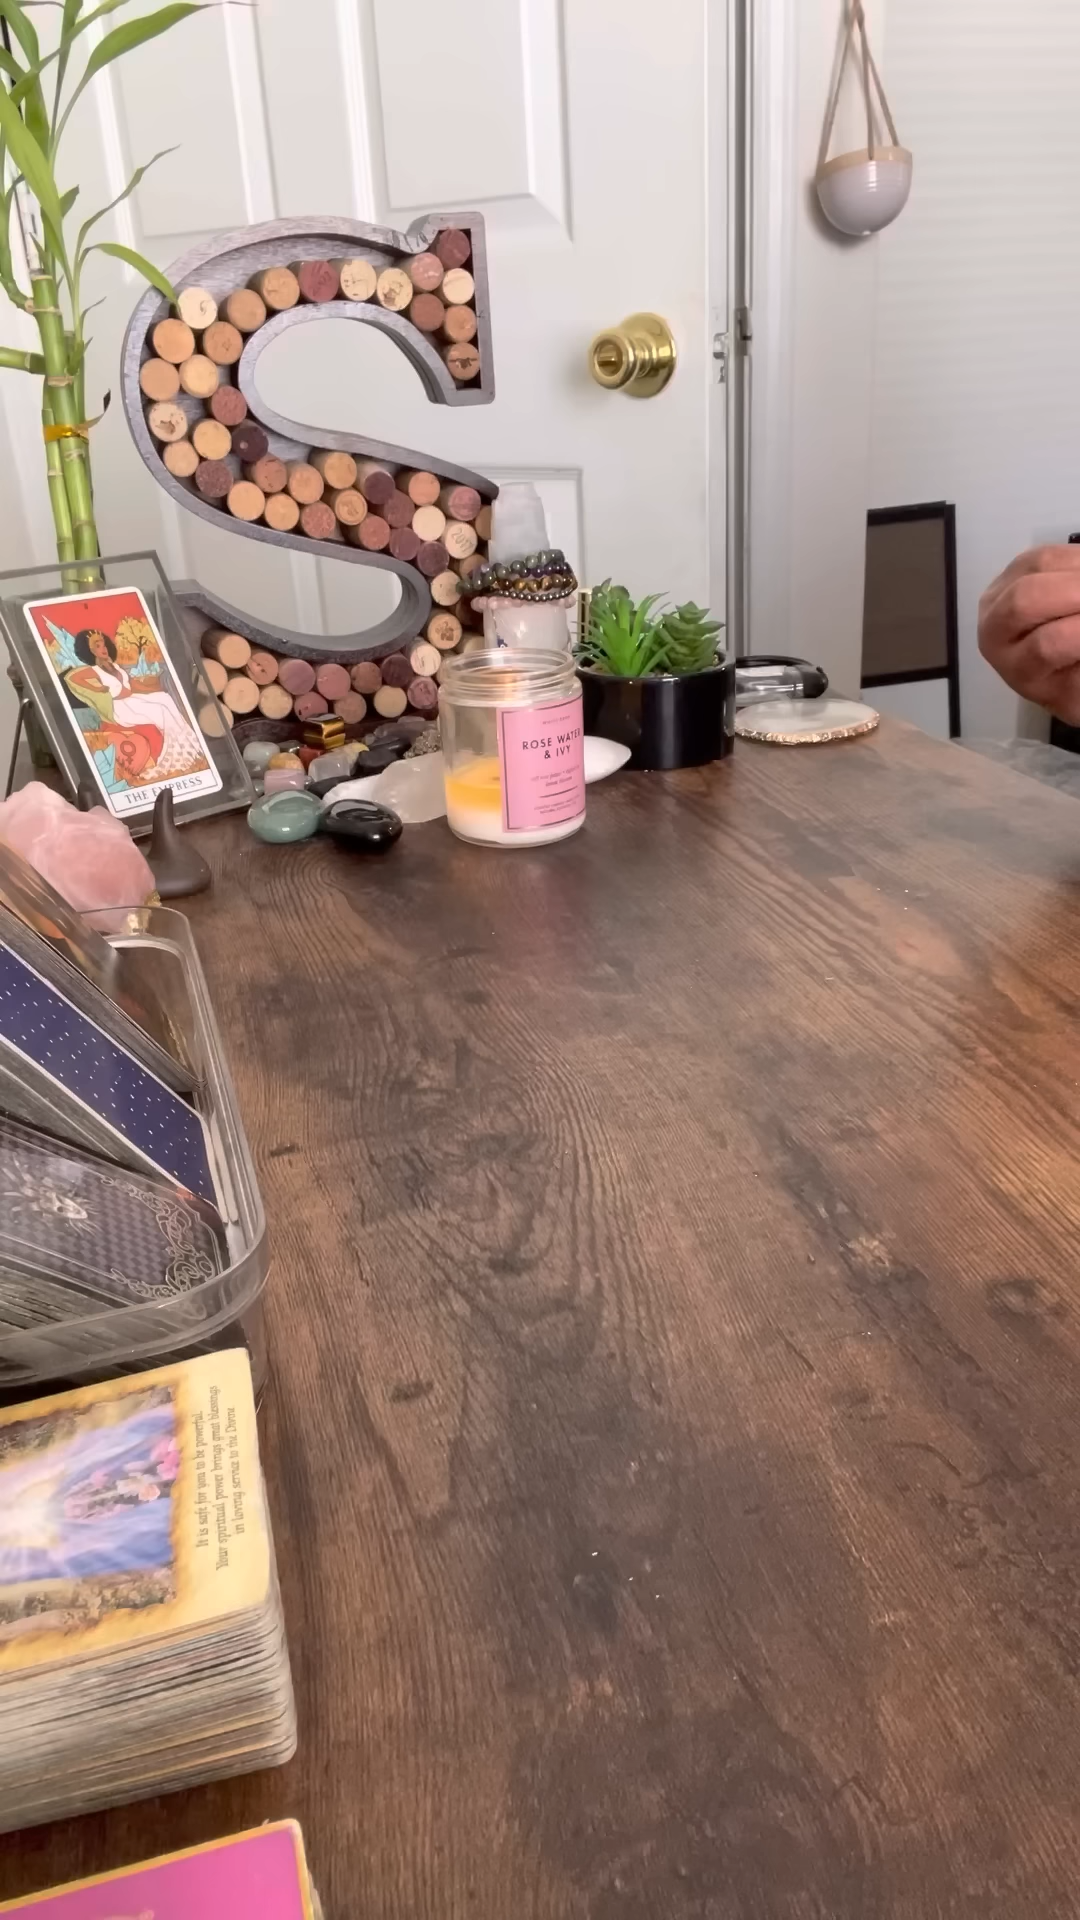 S
2017
ROSE WATER
& IVY
THE EMPRESS
It is safe for you to be powerful.
Your spiritual power brings great blessings
in loving service to the Divine